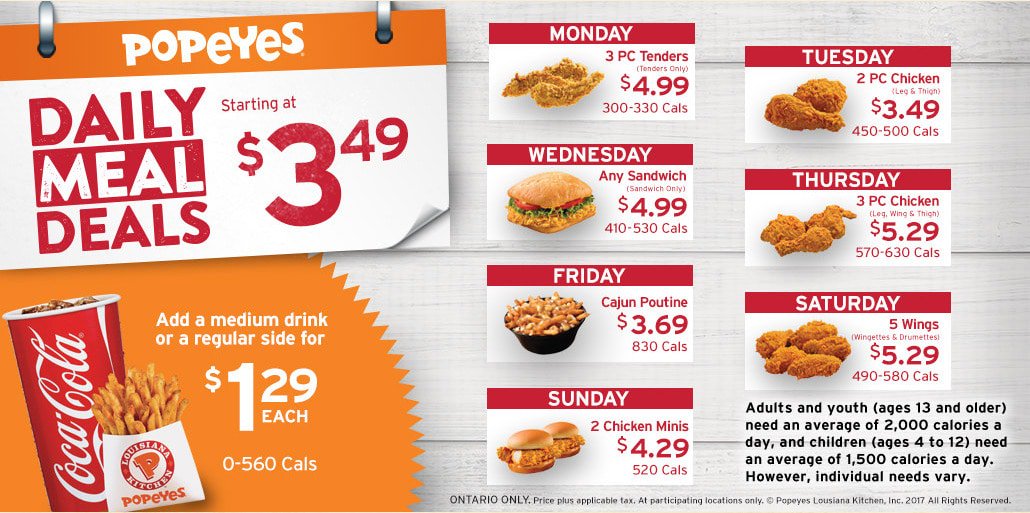 POPEYES
DAILY
MEAL
DEALS
Starting at
$3 49
Add a medium drink
or a regular side for
$1 29
EACH
0-560 Cals
Coca-Cola
LOUISIANA
KITCHEN
POPEYES
MONDAY
3 PC Tenders
(Tenders Only)
$4.99
300-330 Cals
TUESDAY
2 PC Chicken
(Leg & Thigh)
$3.49
450-500 Cals
WEDNESDAY
Any Sandwich
(Sandwich Only)
$4.99
410-530 Cals
THURSDAY
3 PC Chicken
(Leg, Wing & Thigh)
$5.29
570-630 Cals
FRIDAY
Cajun Poutine
$3.69
830 Cals
SATURDAY
5 Wings
(Wingettes & Drumettes)
$5.29
490-580 Cals
SUNDAY
2 Chicken Minis
$4.29
520 Cals
Adults and youth (ages 13 and older)
need an average of 2,000 calories a
day, and children (ages 4 to 12) need
an average of 1,500 calories a day.
However, individual needs vary.
ONTARIO ONLY. Price plus applicable tax. At participating locations only. © Popeyes Lousiana Kitchen, Inc. 2017 All Rights Reserved.